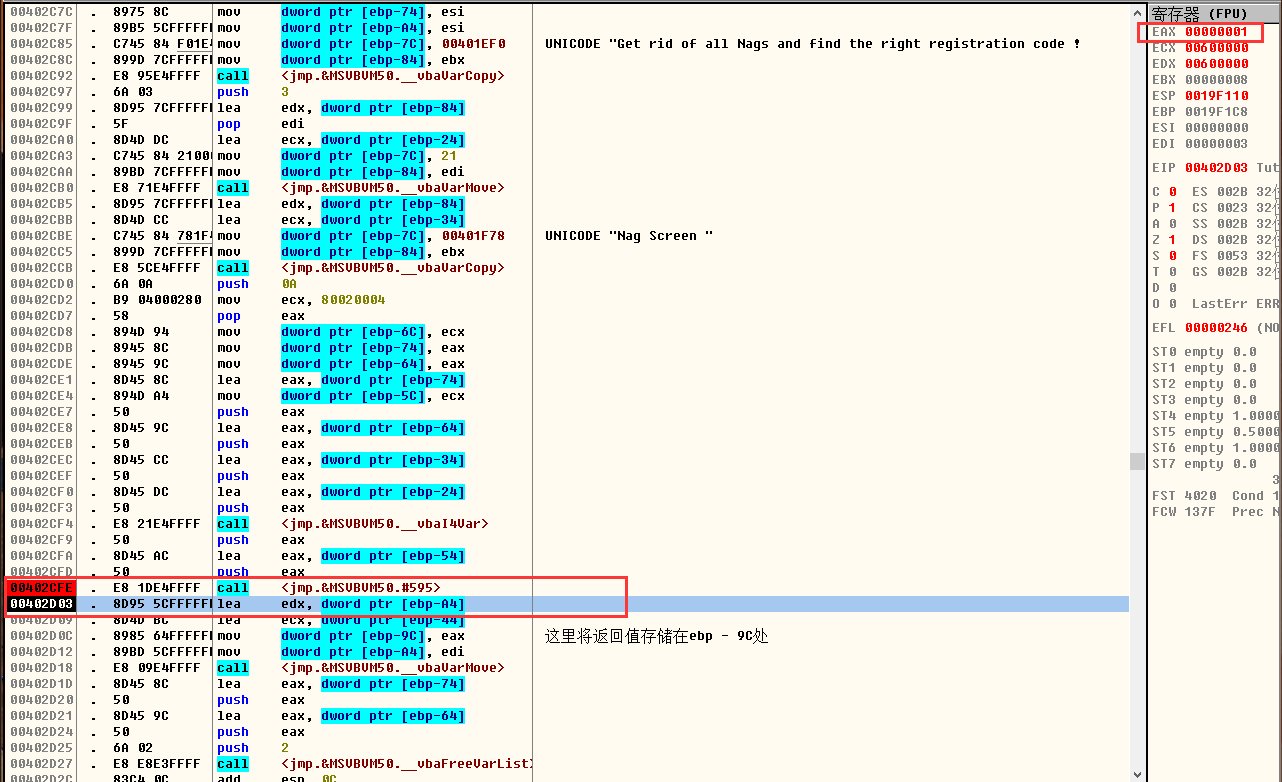 00402C7C . 8975 8C mov dword ptr [ebp-74], esi
00402C7F . 89B5 5CFFFFFF mov dword ptr [ebp-A4], esi
00402C85 . C745 84 F01E4 mov dword ptr [ebp-7C], 00401EF0 UNICODE "Get rid of all Nags and find the right registration code !
00402C8C . 899D 7CFFFFFF mov dword ptr [ebp-84], ebx
00402C92 . E8 95E4FFFF call <jmp.&MSVBVM50.__vbaVarCopy>
00402C97 . 6A 03 push 3
00402C99 . 8D95 7CFFFFFF lea edx, dword ptr [ebp-84]
00402C9F . 5F pop edi
00402CA0 . 8D4D DC lea ecx, dword ptr [ebp-24]
00402CA3 . C745 84 2100 mov dword ptr [ebp-7C], 21
00402CAA . 89BD 7CFFFFFF mov dword ptr [ebp-84], edi
00402CB0 . E8 71E4FFFF call <jmp.&MSVBVM50.__vbaVarMove>
00402CB5 . 8D95 7CFFFFFF lea edx, dword ptr [ebp-84]
00402CBB . 8D4D CC lea ecx, dword ptr [ebp-34]
00402CBE . C745 84 781F4 mov dword ptr [ebp-7C], 00401F78 UNICODE "Nag Screen "
00402CC5 . 899D 7CFFFFFF mov dword ptr [ebp-84], ebx
00402CCB . E8 5CE4FFFF call <jmp.&MSVBVM50.__vbaVarCopy>
00402CD0 . 6A 0A push 0A
00402CD2 . B9 04000280 mov ecx, 80020004
00402CD7 . 58 pop eax
00402CD8 . 894D 94 mov dword ptr [ebp-6C], ecx
00402CDB . 8945 8C mov dword ptr [ebp-74], eax
00402CDE . 8945 9C mov dword ptr [ebp-64], eax
00402CE1 . 8D45 8C lea eax, dword ptr [ebp-74]
00402CE4 . 894D A4 mov dword ptr [ebp-5C], ecx
00402CE7 . 50 push eax
00402CE8 . 8D45 9C lea eax, dword ptr [ebp-64]
00402CEB . 50 push eax
00402CEC . 8D45 CC lea eax, dword ptr [ebp-34]
00402CEF . 50 push eax
00402CF0 . 8D45 DC lea eax, dword ptr [ebp-24]
00402CF3 . 50 push eax
00402CF4 . E8 21E4FFFF call <jmp.&MSVBVM50.__vbaI4Var>
00402CF9 . 50 push eax
00402CFA . 8D45 AC lea eax, dword ptr [ebp-54]
00402CFD . 50 push eax
00402CFE . E8 1DE4FFFF call <jmp.&MSVBVM50.#595>
00402D03 . 8D95 5CFFFFFF lea edx, dword ptr [ebp-A4]
00402D09 . 8D4D BC lea ecx, dword ptr [ebp-44]
00402D0C . 8985 64FFFFFF mov dword ptr [ebp-9C], eax 这里将返回值存储在ebp - 9C处
00402D12 . 89BD 5CFFFFFF mov dword ptr [ebp-A4], edi
00402D18 . E8 09E4FFFF call <jmp.&MSVBVM50.__vbaVarMove>
00402D1D . 8D45 8C lea eax, dword ptr [ebp-74]
00402D20 . 50 push eax
00402D21 . 8D45 9C lea eax, dword ptr [ebp-64]
00402D24 . 50 push eax
00402D25 . 6A 02 push 2
00402D27 . E8 E8E3FFFF call <jmp.&MSVBVM50.__vbaFreeVarList>
00402D2C . 83C4 0C add esp, 0C
寄存器 (FPU)
EAX 00000001
ECX 00600000
EDX 00600000
EBX 00000008
ESP 0019F110
EBP 0019F1C8
ESI 00000000
EDI 00000003
EIP 00402D03 Tut
C 0 ES 002B 32位
P 1 CS 0023 32位
A 0 SS 002B 32位
Z 1 DS 002B 32位
S 0 FS 0053 32位
T 0 GS 002B 32位
D 0
O 0 LastErr ERR
EFL 00000246 (NO
ST0 empty 0.0
ST1 empty 0.0
ST2 empty 0.0
ST3 empty 0.0
ST4 empty 1.0000
ST5 empty 0.5000
ST6 empty 1.0000
ST7 empty 0.0
3
FST 4020 Cond 1
FCW 137F Prec N